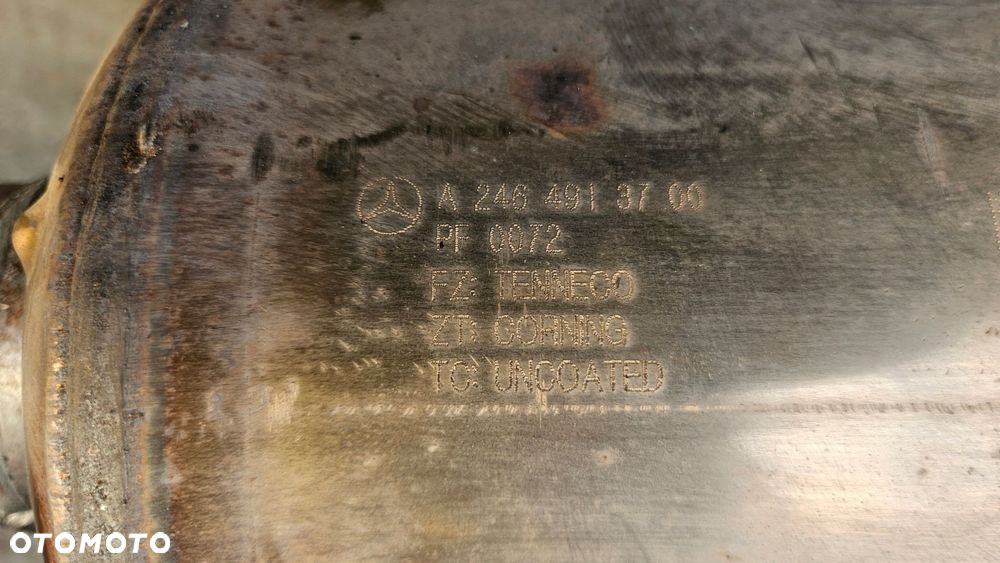 A 246 491 37 00
PF 0072
FZ: TENNECO
ZT: CORNING
TC: UNCOATED
OTOMOTO